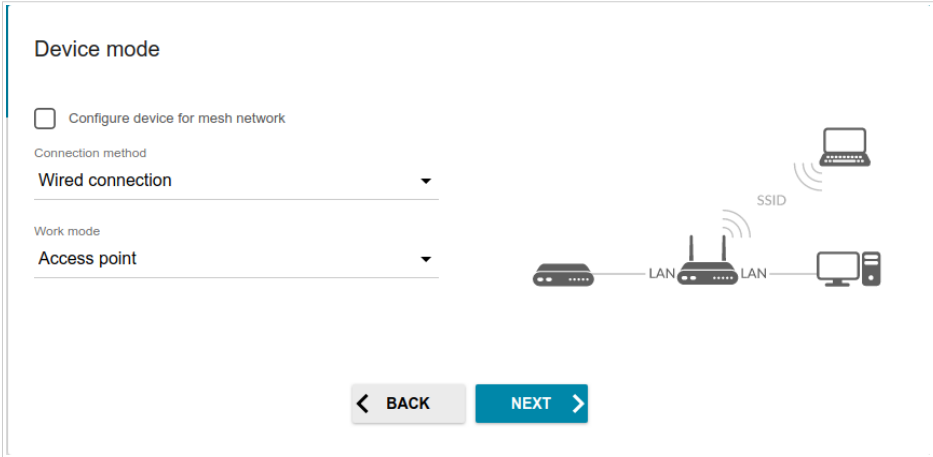 Device mode
Configure device for mesh network
Connection method
Wired connection
Work mode
Access point
SSID
LAN LAN
BACK NEXT